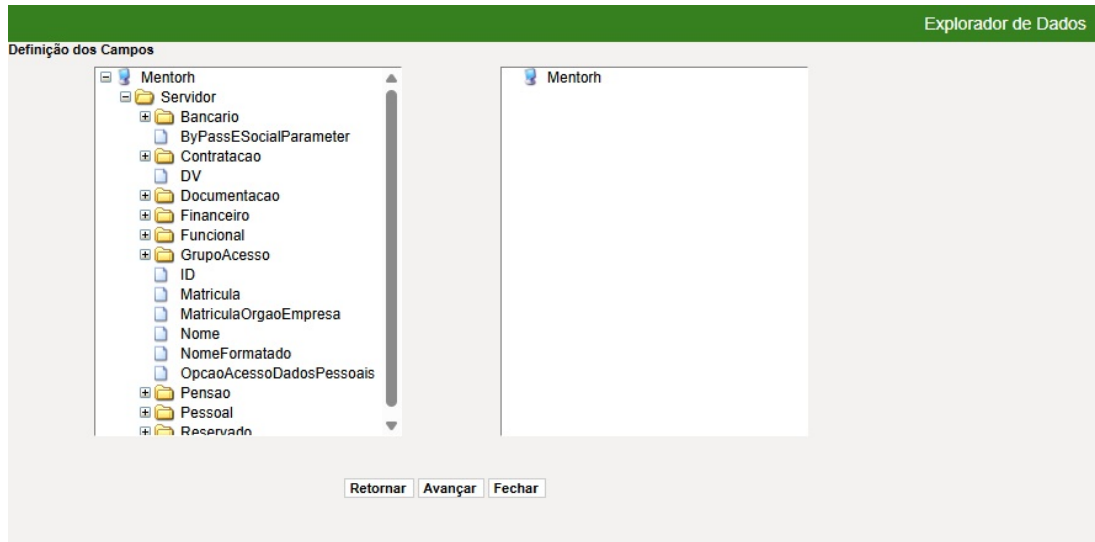 Explorador de Dados
Definição dos Campos
Mentorh
Servidor
Bancario
ByPassESocialParameter
Contratacao
DV
Documentacao
Financeiro
Funcional
GrupoAcesso
ID
Matricula
MatriculaOrgaoEmpresa
Nome
NomeFormatado
OpcaoAcessoDadosPessoais
Pensao
Pessoal
Reservado
Mentorh
Retornar Avançar Fechar